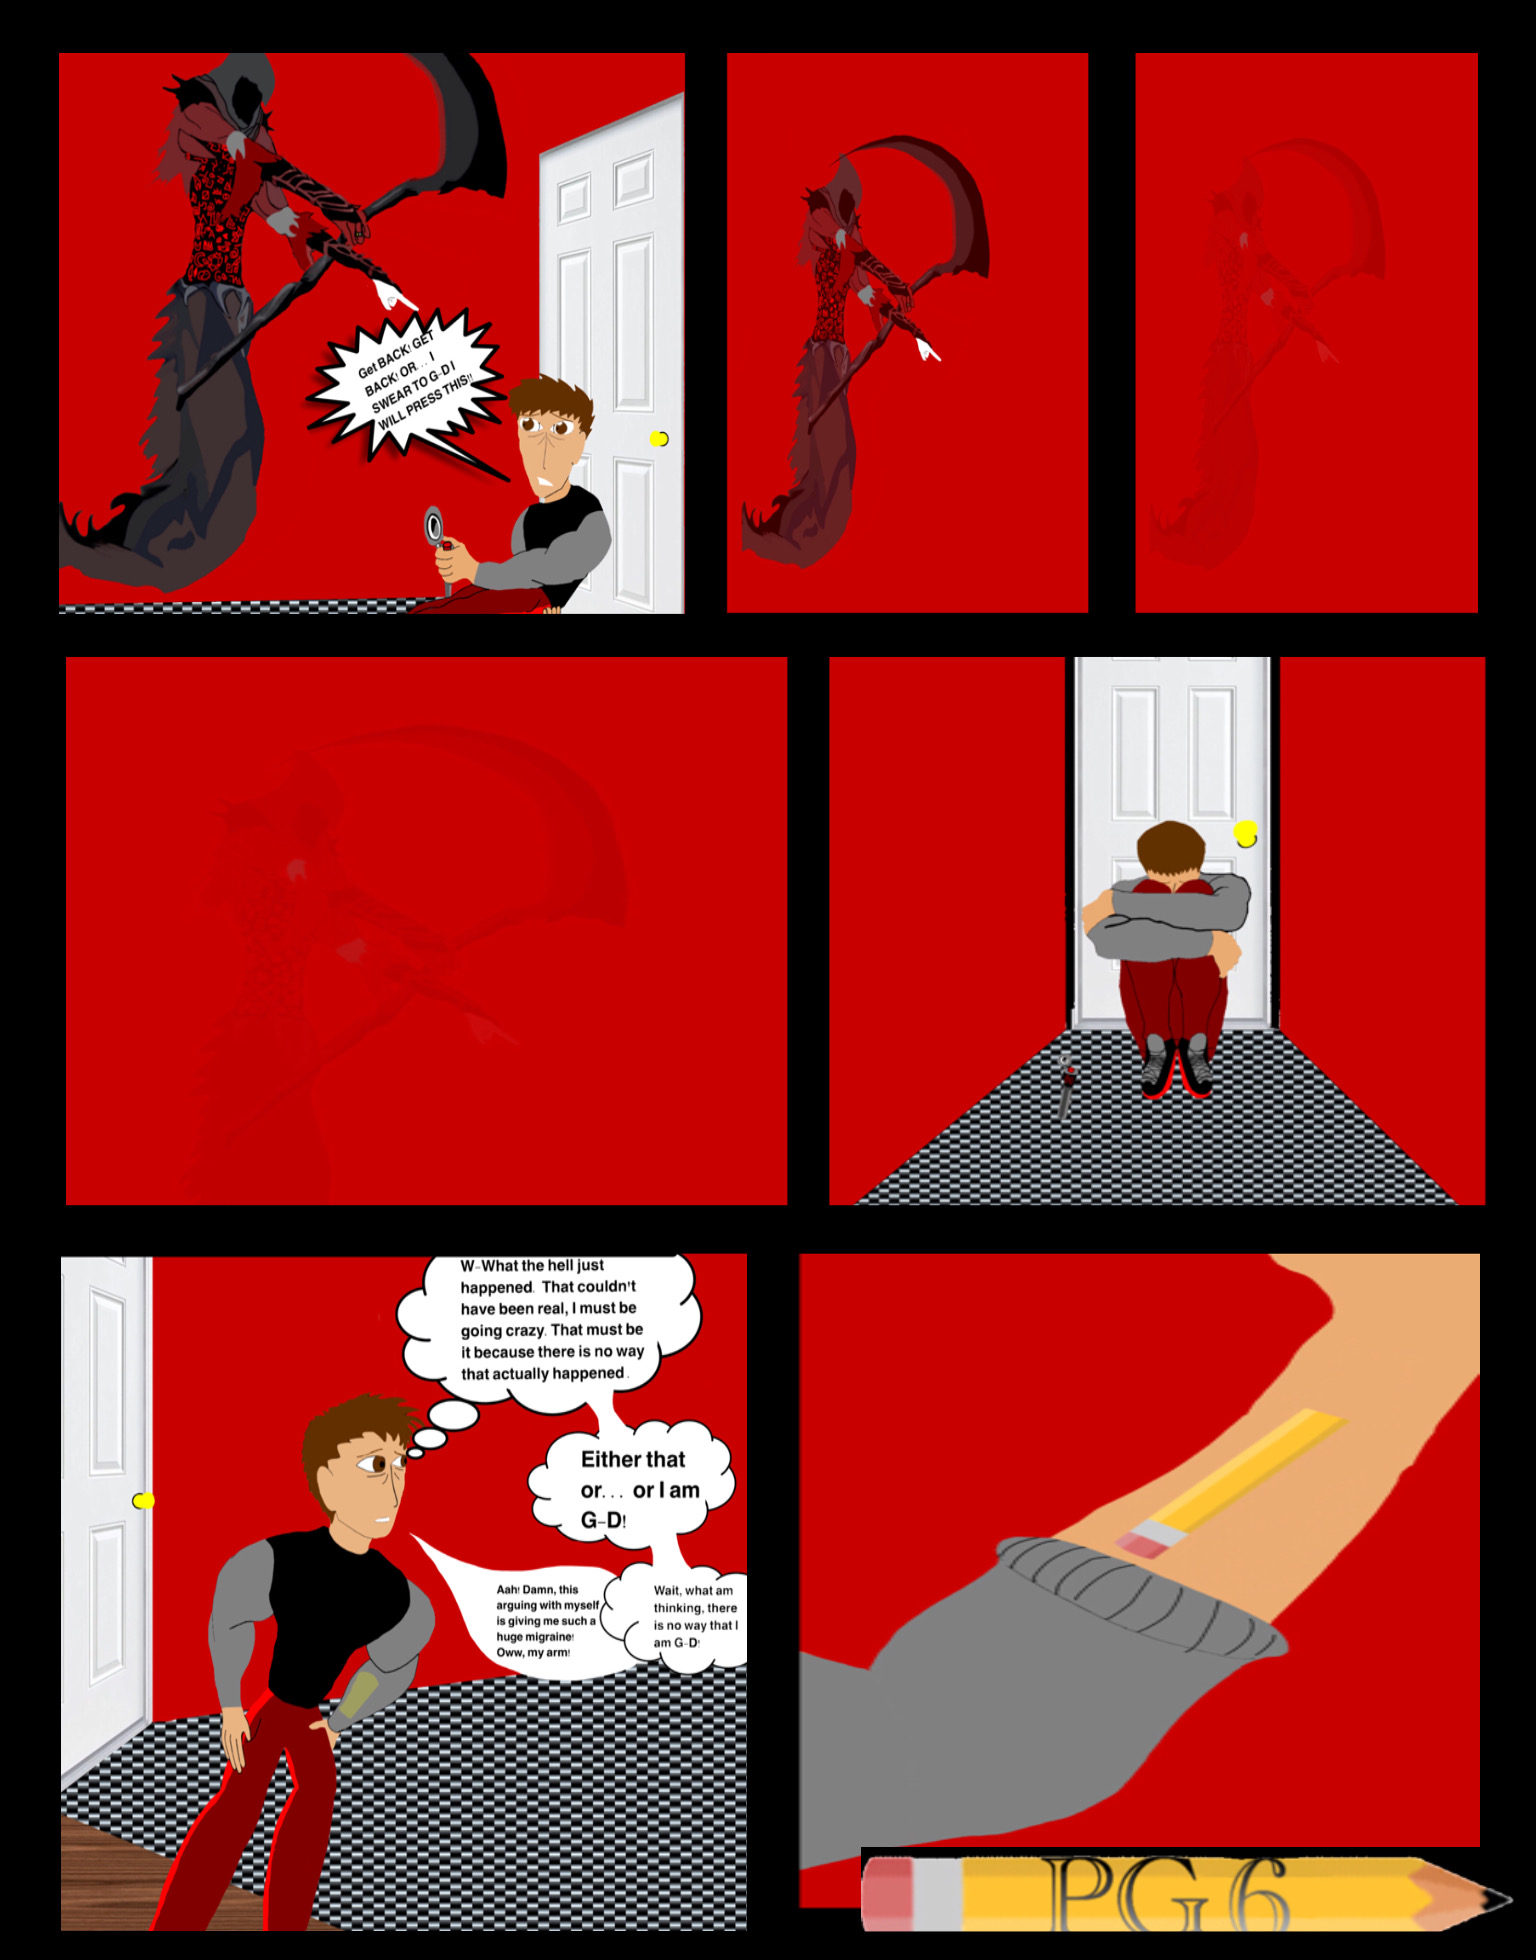 Get BACK! GET
BACK! OR... I
SWEAR TO G-D I
WILL PRESS THIS!!
W-What the hell just
happened. That couldn't
have been real, I must be
going crazy. That must be
it because there is no way
that actually happened.
Either that
or... or I am
G-D!
Wait, what am
thinking, there
is no way that I
am G-D!
Aah! Damn, this
arguing with myself
is giving me such a
huge migraine!
Oww, my arm!
PG 6